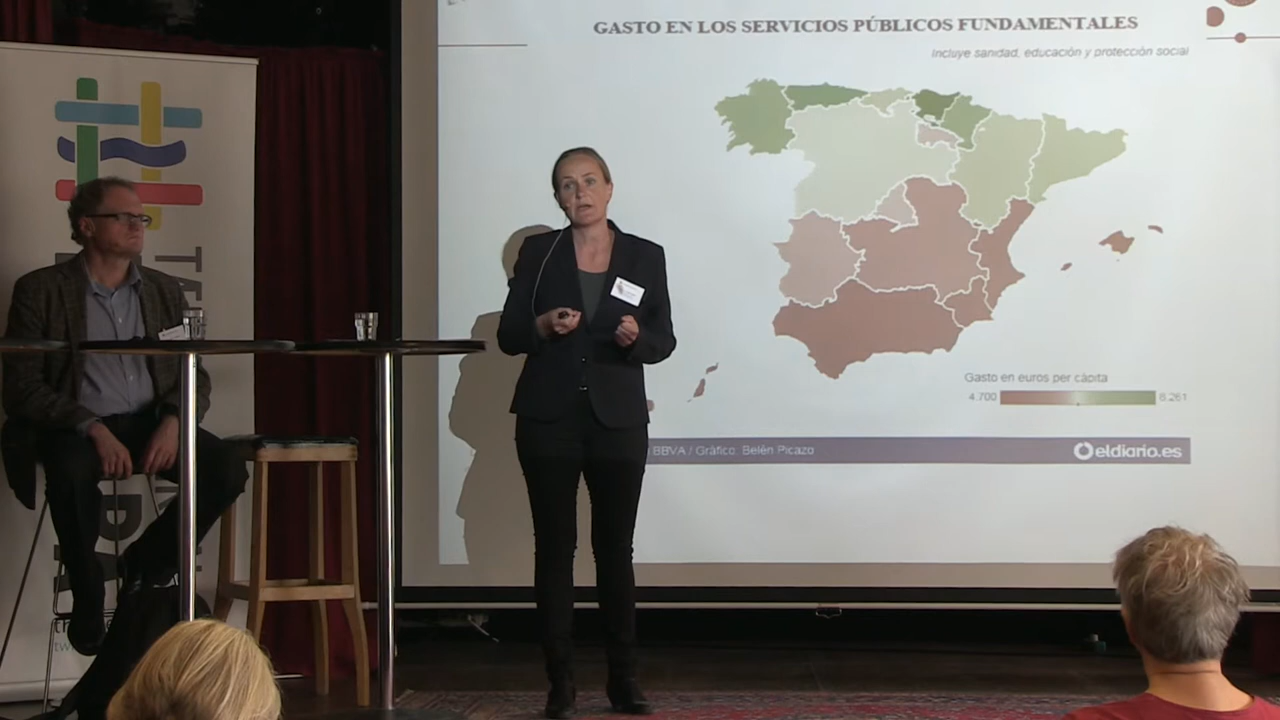 GASTO EN LOS SERVICIOS PÚBLICOS FUNDAMENTALES
Incluye sanidad, educación y protección social
Gasto en euros per cápita
4.700
8.261
BBVA / Gráfico: Belén Picazo
eldiario.es